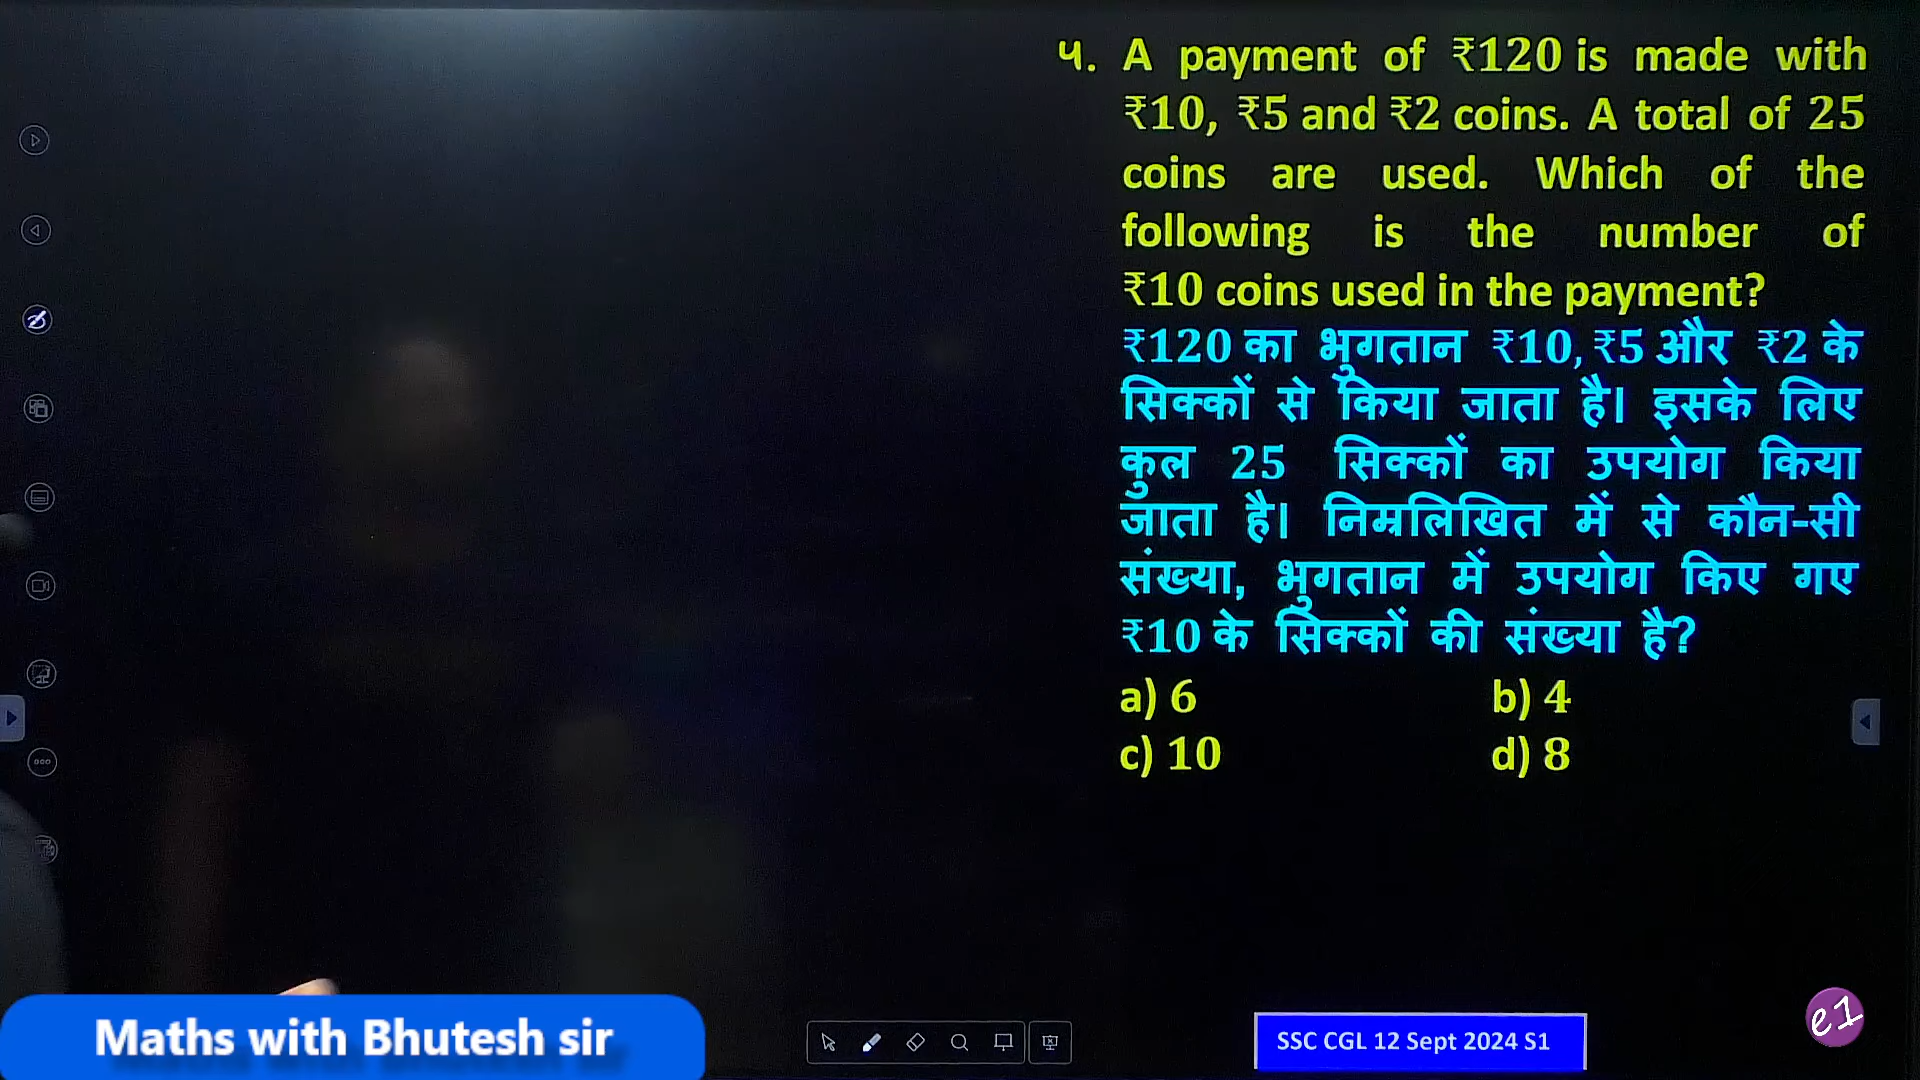 ५. A payment of ₹120 is made with
₹10, ₹5 and ₹2 coins. A total of 25
coins are used. Which of the
following is the number of
₹10 coins used in the payment?
₹120 का भुगतान ₹10, ₹5 और ₹2 के
सिक्कों से किया जाता है। इसके लिए
कुल 25 सिक्कों का उपयोग किया
जाता है। निम्नलिखित में से कौन-सी
संख्या, भुगतान में उपयोग किए गए
₹10 के सिक्कों की संख्या है?
a) 6 b) 4
c) 10 d) 8
Maths with Bhutesh sir
SSC CGL 12 Sept 2024 S1
e1